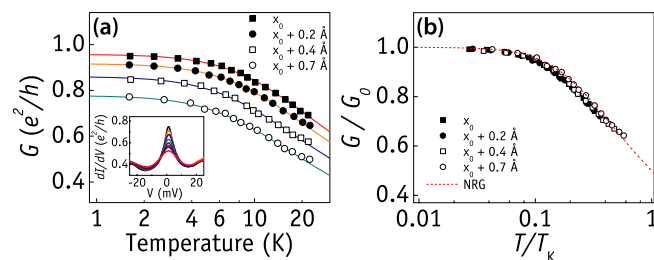 (a)
x₀
x₀ + 0.2 Å
x₀ + 0.4 Å
x₀ + 0.7 Å
G (e²/h)
1.0
0.8
0.6
0.4
1
2
4
6
10
20
Temperature (K)
dI/dV (e²/h)
0.8
0.6
0.4
-20
0
20
V (mV)
(b)
G/G₀
1.0
0.8
0.6
0.4
x₀
x₀ + 0.2 Å
x₀ + 0.4 Å
x₀ + 0.7 Å
NRG
0.01
0.1
1
T/T_K